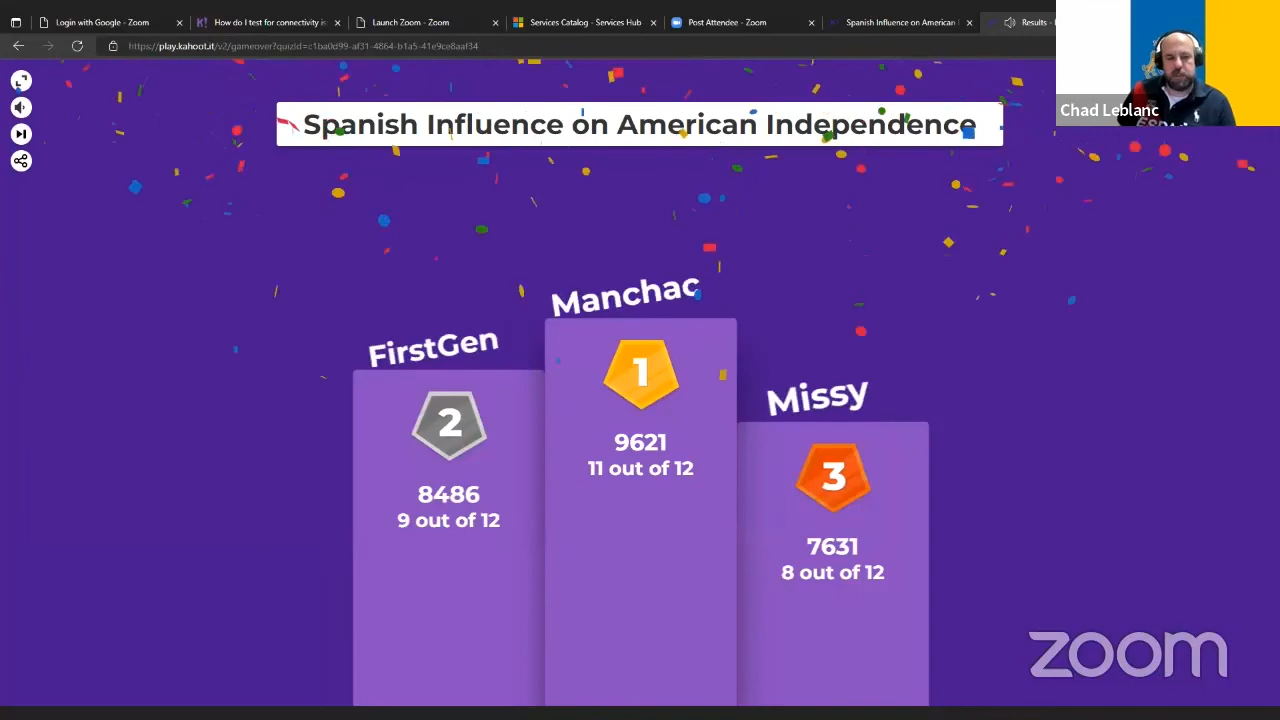 Login with Google - Zoom
How do I test for connectivity is
Launch Zoom - Zoom
Services Catalog - Services Hub
Post Attendee - Zoom
Spanish Influence on American I
Results -
https://play.kahoot.it/v2/gameover?quizId=c1ba0d99-af31-4864-b1a5-41e9ce8aaf34
Chad Leblanc
Spanish Influence on American Independence
Manchac
1
9621
11 out of 12
FirstGen
2
8486
9 out of 12
Missy
3
7631
8 out of 12
zoom